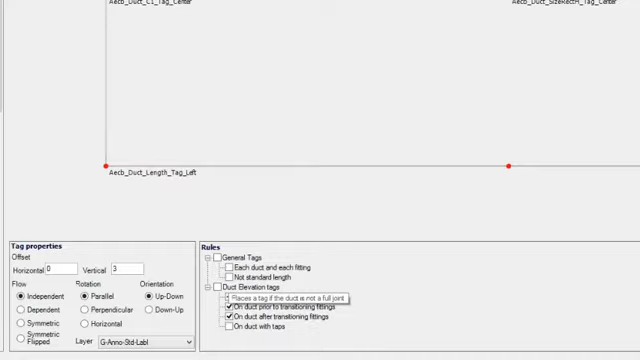 Aecb_Duct_C1_Tag_Center
Aecb_Duct_SizeRectH_Tag_Center
Aecb_Duct_Length_Tag_Left
Tag properties
Offset
Horizontal 0 Vertical 3
Flow Rotation Orientation
Independent Parallel Up-Down
Dependent Perpendicular Down-Up
Symmetric Horizontal
Symmetric Flipped
Layer G-Anno-Std-Labl
Rules
General Tags
Each duct and each fitting
Not standard length
Duct Elevation tags
Places a tag if the duct is not a full joint
On duct prior to transitioning fittings
On duct after transitioning fittings
On duct with taps